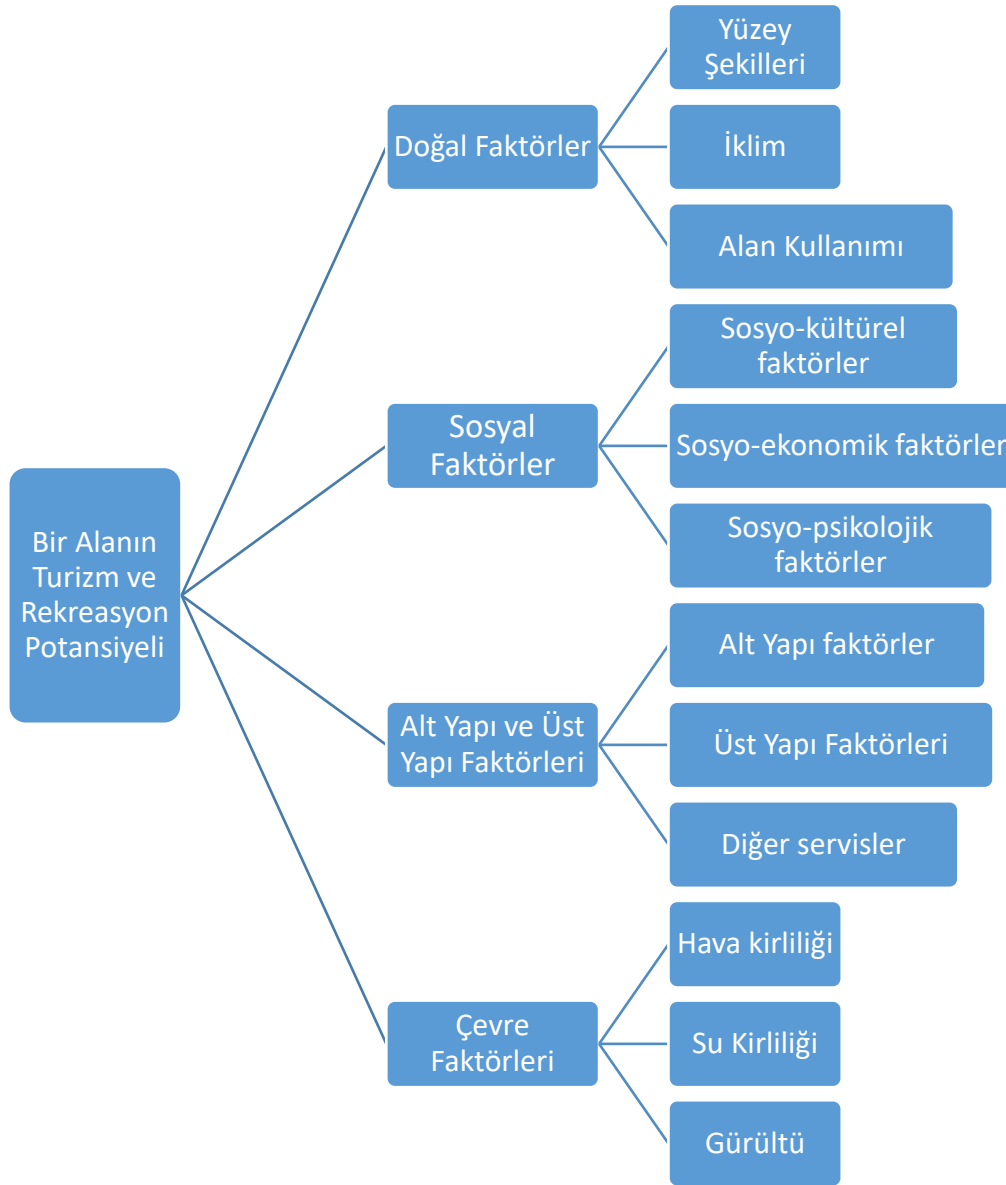 Bir Alanın
Turizm ve
Rekreasyon
Potansiyeli
Doğal Faktörler
Yüzey
Şekilleri
İklim
Alan Kullanımı
Sosyal
Faktörler
Sosyo-kültürel
faktörler
Sosyo-ekonomik faktörler
Sosyo-psikolojik
faktörler
Alt Yapı ve Üst
Yapı Faktörleri
Alt Yapı faktörler
Üst Yapı Faktörleri
Diğer servisler
Çevre
Faktörleri
Hava kirliliği
Su Kirliliği
Gürültü